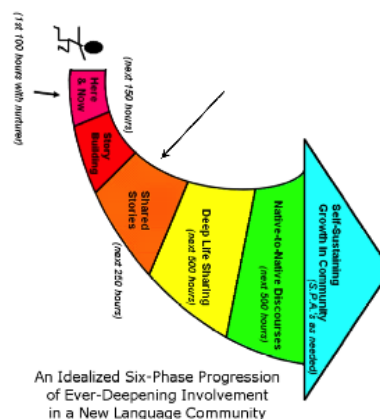 (1st 100 hours with nurturer)
Here
& Now
(next 150 hours)
Story
Building
Shared
Stories
(next 250 hours)
Deep Life Sharing
(next 500 hours)
Native-to-Native Discourses
(next 500 hours)
Self-Sustaining
Growth In Community
(S.P.A.'s as needed)
An Idealized Six-Phase Progression
of Ever-Deepening Involvement
in a New Language Community